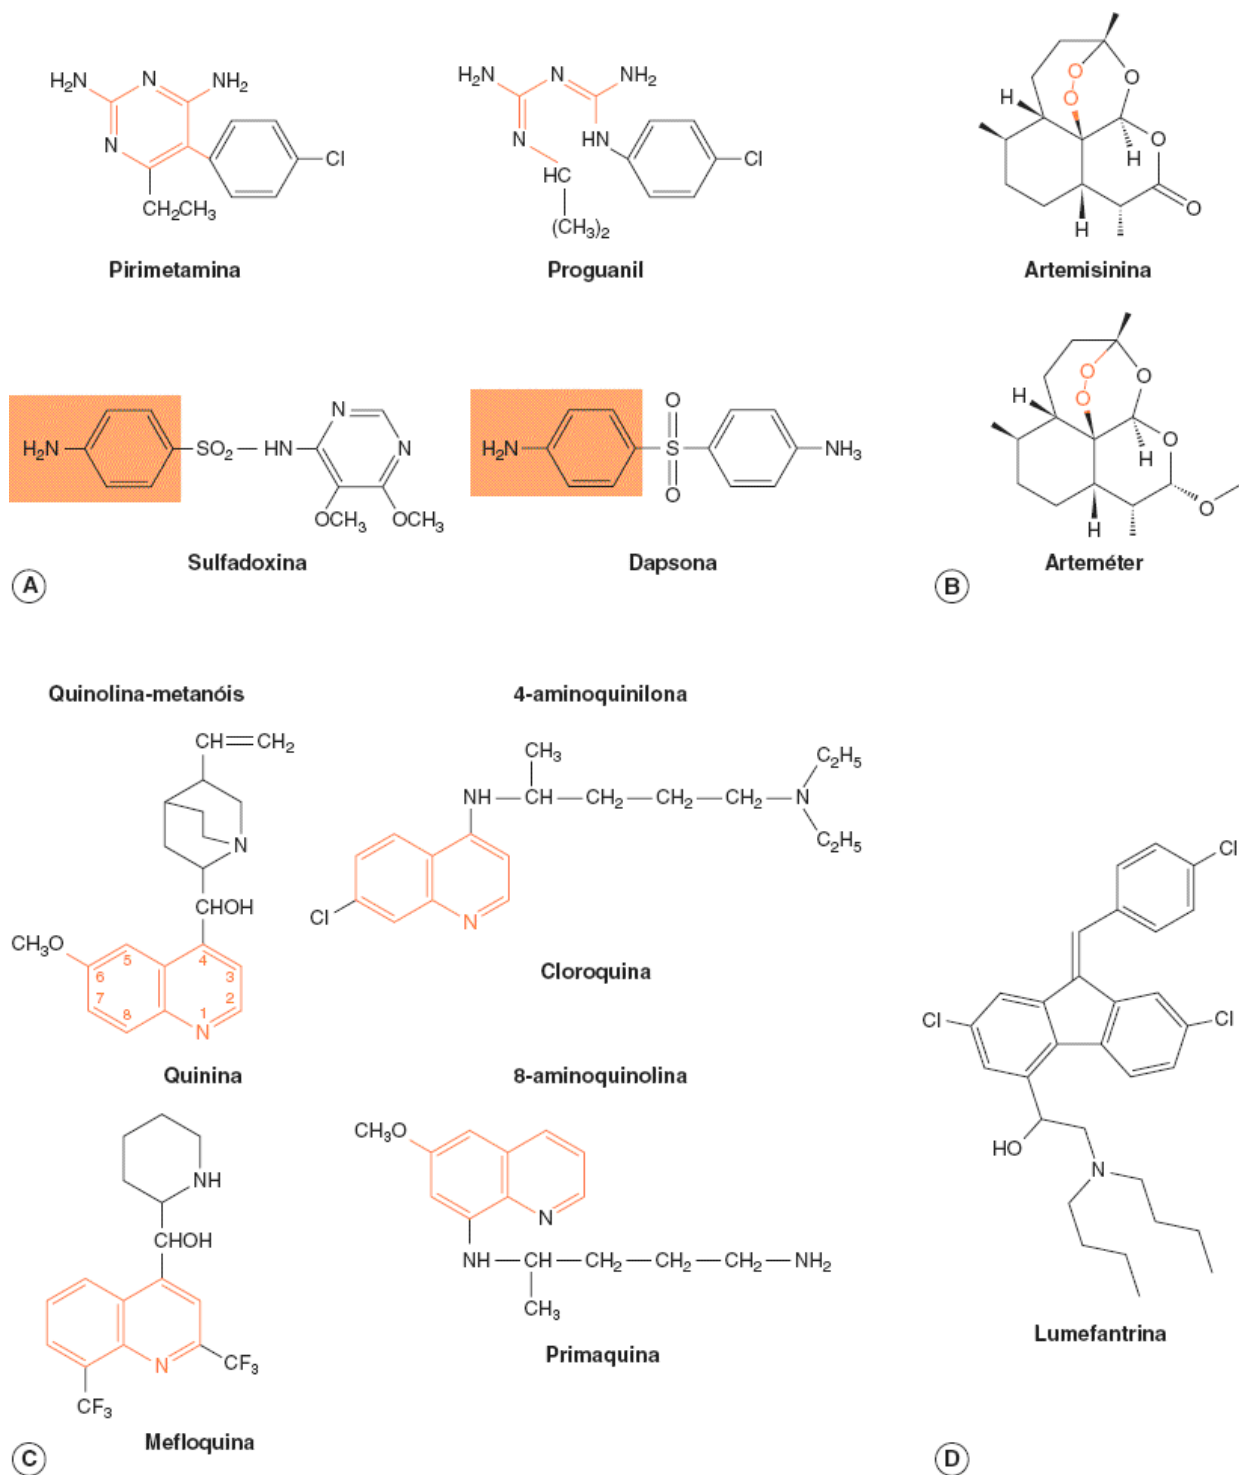 H₂N
N
NH₂
N
Cl
CH₂CH₃
Pirimetamina
H₂N
N
NH₂
N
HN
HC
Cl
(CH₃)₂
Proguanil
O
O
O
H
O
H
O
H
Artemisinina
H₂N
SO₂
HN
N
N
OCH₃
OCH₃
Sulfadoxina
H₂N
O
S
O
NH₃
Dapsona
O
O
O
H
O
H
O
H
Arteméter
A
B
Quinolina-metanóis
CH=CH₂
N
CHOH
CH₃O
5
4
6
3
7
2
8
1
N
Quinina
4-aminoquinilona
CH₃
NH—CH—CH₂—CH₂—CH₂—N
C₂H₅
C₂H₅
Cl
N
Cloroquina
NH
CHOH
N
CF₃
CF₃
Mefloquina
8-aminoquinolina
CH₃O
N
NH—CH—CH₂—CH₂—CH₂—NH₂
CH₃
Primaquina
C
Cl
Cl
Cl
HO
N
Lumefantrina
D